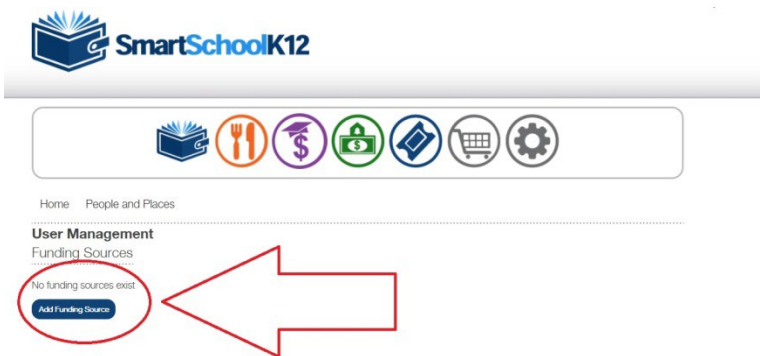 SmartSchoolK12
Home People and Places
User Management
Funding Sources
No funding sources exist
Add Funding Source